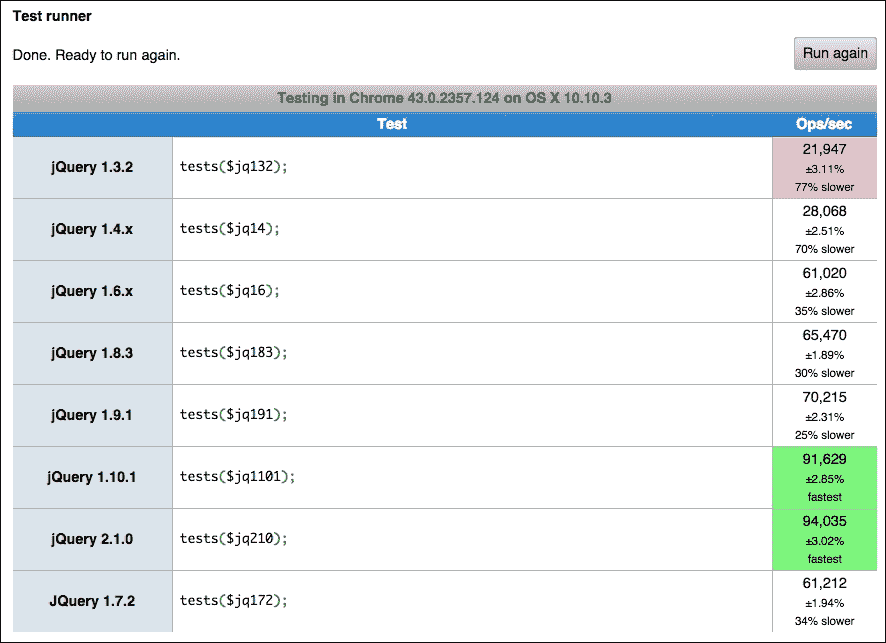 Test runner
Done. Ready to run again.
Run again
Testing in Chrome 43.0.2357.124 on OS X 10.10.3
Test Ops/sec
jQuery 1.3.2 tests($jq132); 21,947
±3.11%
77% slower
jQuery 1.4.x tests($jq14); 28,068
±2.51%
70% slower
jQuery 1.6.x tests($jq16); 61,020
±2.86%
35% slower
jQuery 1.8.3 tests($jq183); 65,470
±1.89%
30% slower
jQuery 1.9.1 tests($jq191); 70,215
±2.31%
25% slower
jQuery 1.10.1 tests($jq1101); 91,629
±2.85%
fastest
jQuery 2.1.0 tests($jq210); 94,035
±3.02%
fastest
JQuery 1.7.2 tests($jq172); 61,212
±1.94%
34% slower